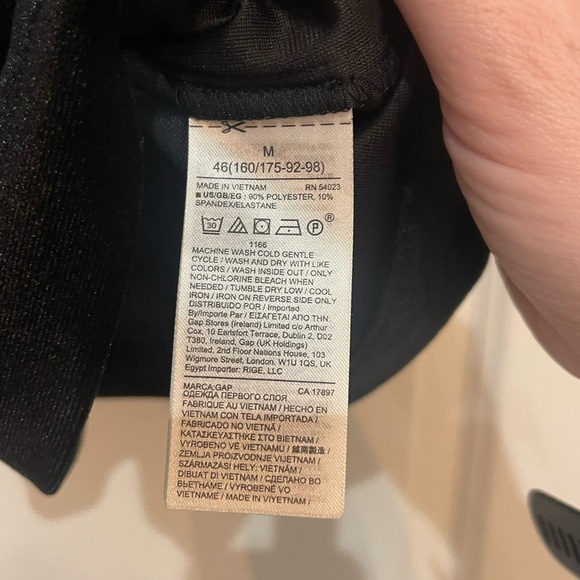 M
46(160/175-92-98)
MADE IN VIETNAM RN 54023
■ US/GB/EG : 90% POLYESTER, 10%
SPANDEX/ELASTANE
30 P ®
1166
MACHINE WASH COLD GENTLE
CYCLE / WASH AND DRY WITH LIKE
COLORS / WASH INSIDE OUT / ONLY
NON-CHLORINE BLEACH WHEN
NEEDED / TUMBLE DRY LOW / COOL
IRON / IRON ON REVERSE SIDE ONLY
DISTRIBUIDO POR / Imported
By/Importe Par / ΕΙΣΑΓΕΤΑΙ ΑΠΟ ΤΗΝ:
Gap Stores (Ireland) Limited c/o Arthur
Cox, 10 Earlsfort Terrace, Dublin 2, D02
T380, Ireland, Gap (UK Holdings)
Limited, 2nd Floor Nations House, 103
Wigmore Street, London, W1U 1QS, UK
Egypt Importer: RIGE, LLC
MARCA:GAP CA 17897
ОДЕЖДА ПЕРВОГО СЛОЯ
FABRIQUE AU VIETNAM / HECHO EN
VIETNAM CON TELA IMPORTADA /
FABRICADO NO VIETNÃ /
ΚΑΤΑΣΚΕΥΑΣΤΗΚΕ ΣΤΟ ΒΙΕΤΝΑΜ /
VYROBENO VE VIETNAMU / 越南製造 /
ZEMLJA PROIZVODNJE VIJETNAM /
SZÁRMAZÁSI HELY: VIETNÁM /
DIBUAT DI VIETNAM / СДЕЛАНО ВО
ВЬЕТНАМЕ / VYROBENÉ VO
VIETNAME / MADE IN VIYETNAM /